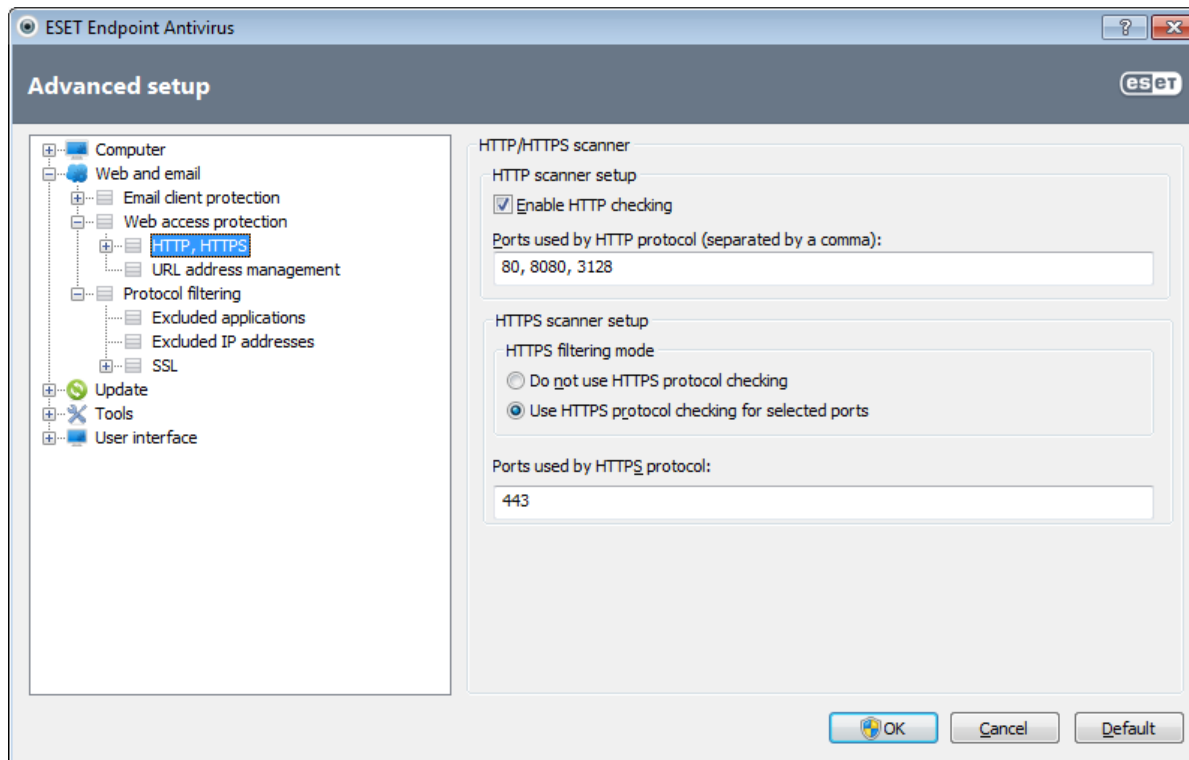 ESET Endpoint Antivirus
?
Advanced setup
eset
Computer
Web and email
Email client protection
Web access protection
HTTP, HTTPS
URL address management
Protocol filtering
Excluded applications
Excluded IP addresses
SSL
Update
Tools
User interface
HTTP/HTTPS scanner
HTTP scanner setup
Enable HTTP checking
Ports used by HTTP protocol (separated by a comma):
80, 8080, 3128
HTTPS scanner setup
HTTPS filtering mode
Do not use HTTPS protocol checking
Use HTTPS protocol checking for selected ports
Ports used by HTTPS protocol:
443
OK
Cancel
Default